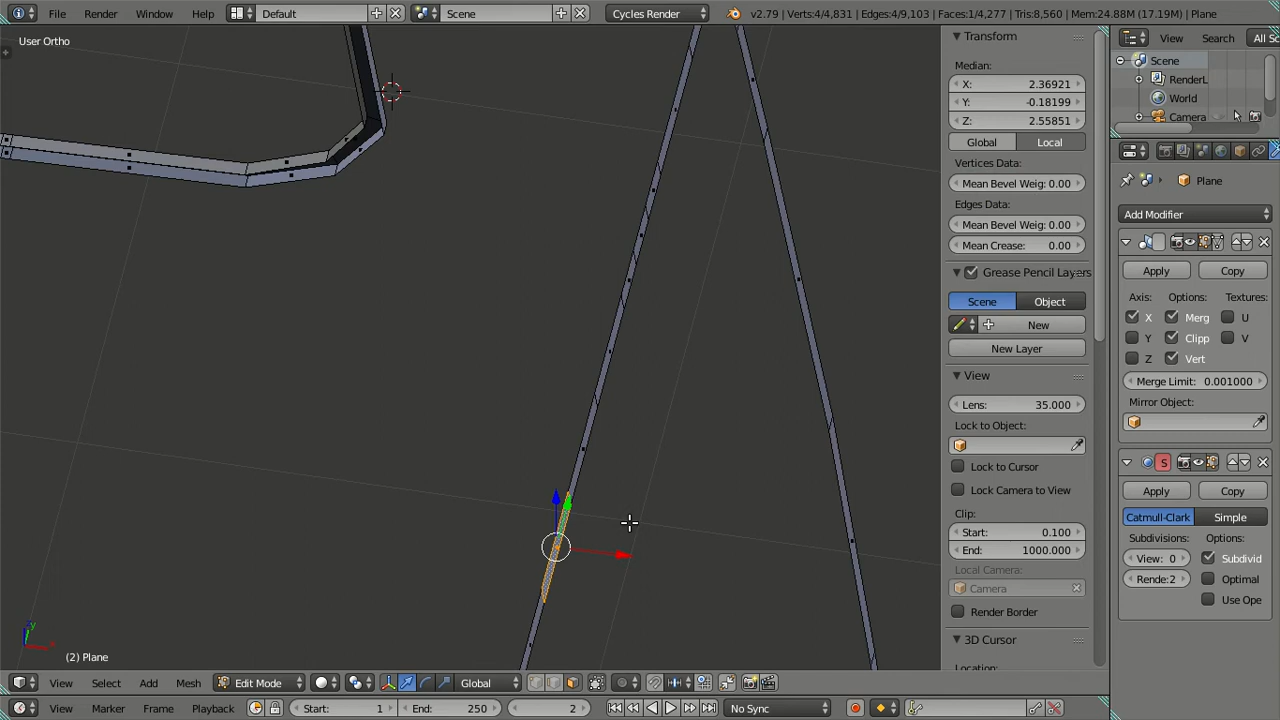 File Render Window Help Default Scene Cycles Render v2.79 | Verts:4/4,831 | Edges:4/9,103 | Faces:1/4,277 | Tris:8,560 | Mem:24.88M (17.19M) | Plane
User Ortho
(2) Plane
Transform
Median:
X: 2.36921
Y: -0.18199
Z: 2.55851
Global Local
Vertices Data:
Mean Bevel Weig: 0.00
Edges Data:
Mean Bevel Weig: 0.00
Mean Crease: 0.00
Grease Pencil Layers
Scene Object
New
New Layer
View
Lens: 35.000
Lock to Object:
Lock to Cursor
Lock Camera to View
Clip:
Start: 0.100
End: 1000.000
Local Camera:
Camera
Render Border
3D Cursor
Location:
View Search All Sc
Scene
RenderL
World
Camera
Plane
Add Modifier
Apply Copy
Axis: Options: Textures:
X Merg U
Y Clipp V
Z Vert
Merge Limit: 0.001000
Mirror Object:
S
Apply Copy
Catmull-Clark Simple
Subdivisions: Options:
View: 0 Subdivid
Rende:2 Optimal
Use Ope
View Select Add Mesh Edit Mode Global
View Marker Frame Playback Start: 1 End: 250 2 No Sync